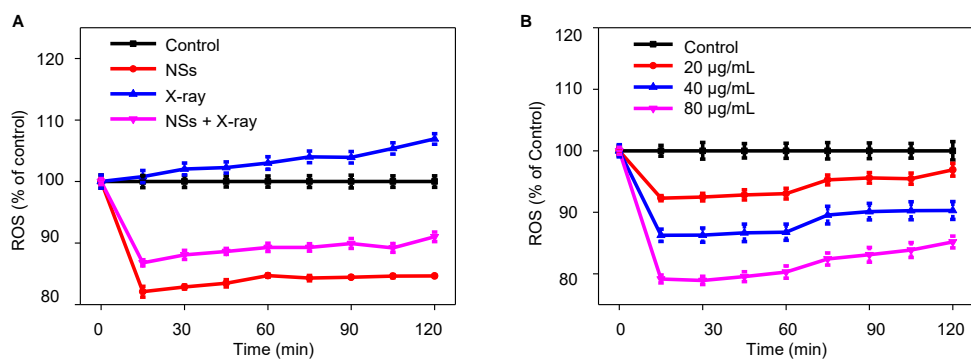 A
Control
NSs
X-ray
NSs + X-ray
ROS (% of control)
120
110
100
90
80
0
30
60
90
120
Time (min)
B
Control
20 μg/mL
40 μg/mL
80 μg/mL
ROS (% of Control)
120
110
100
90
80
0
30
60
90
120
Time (min)